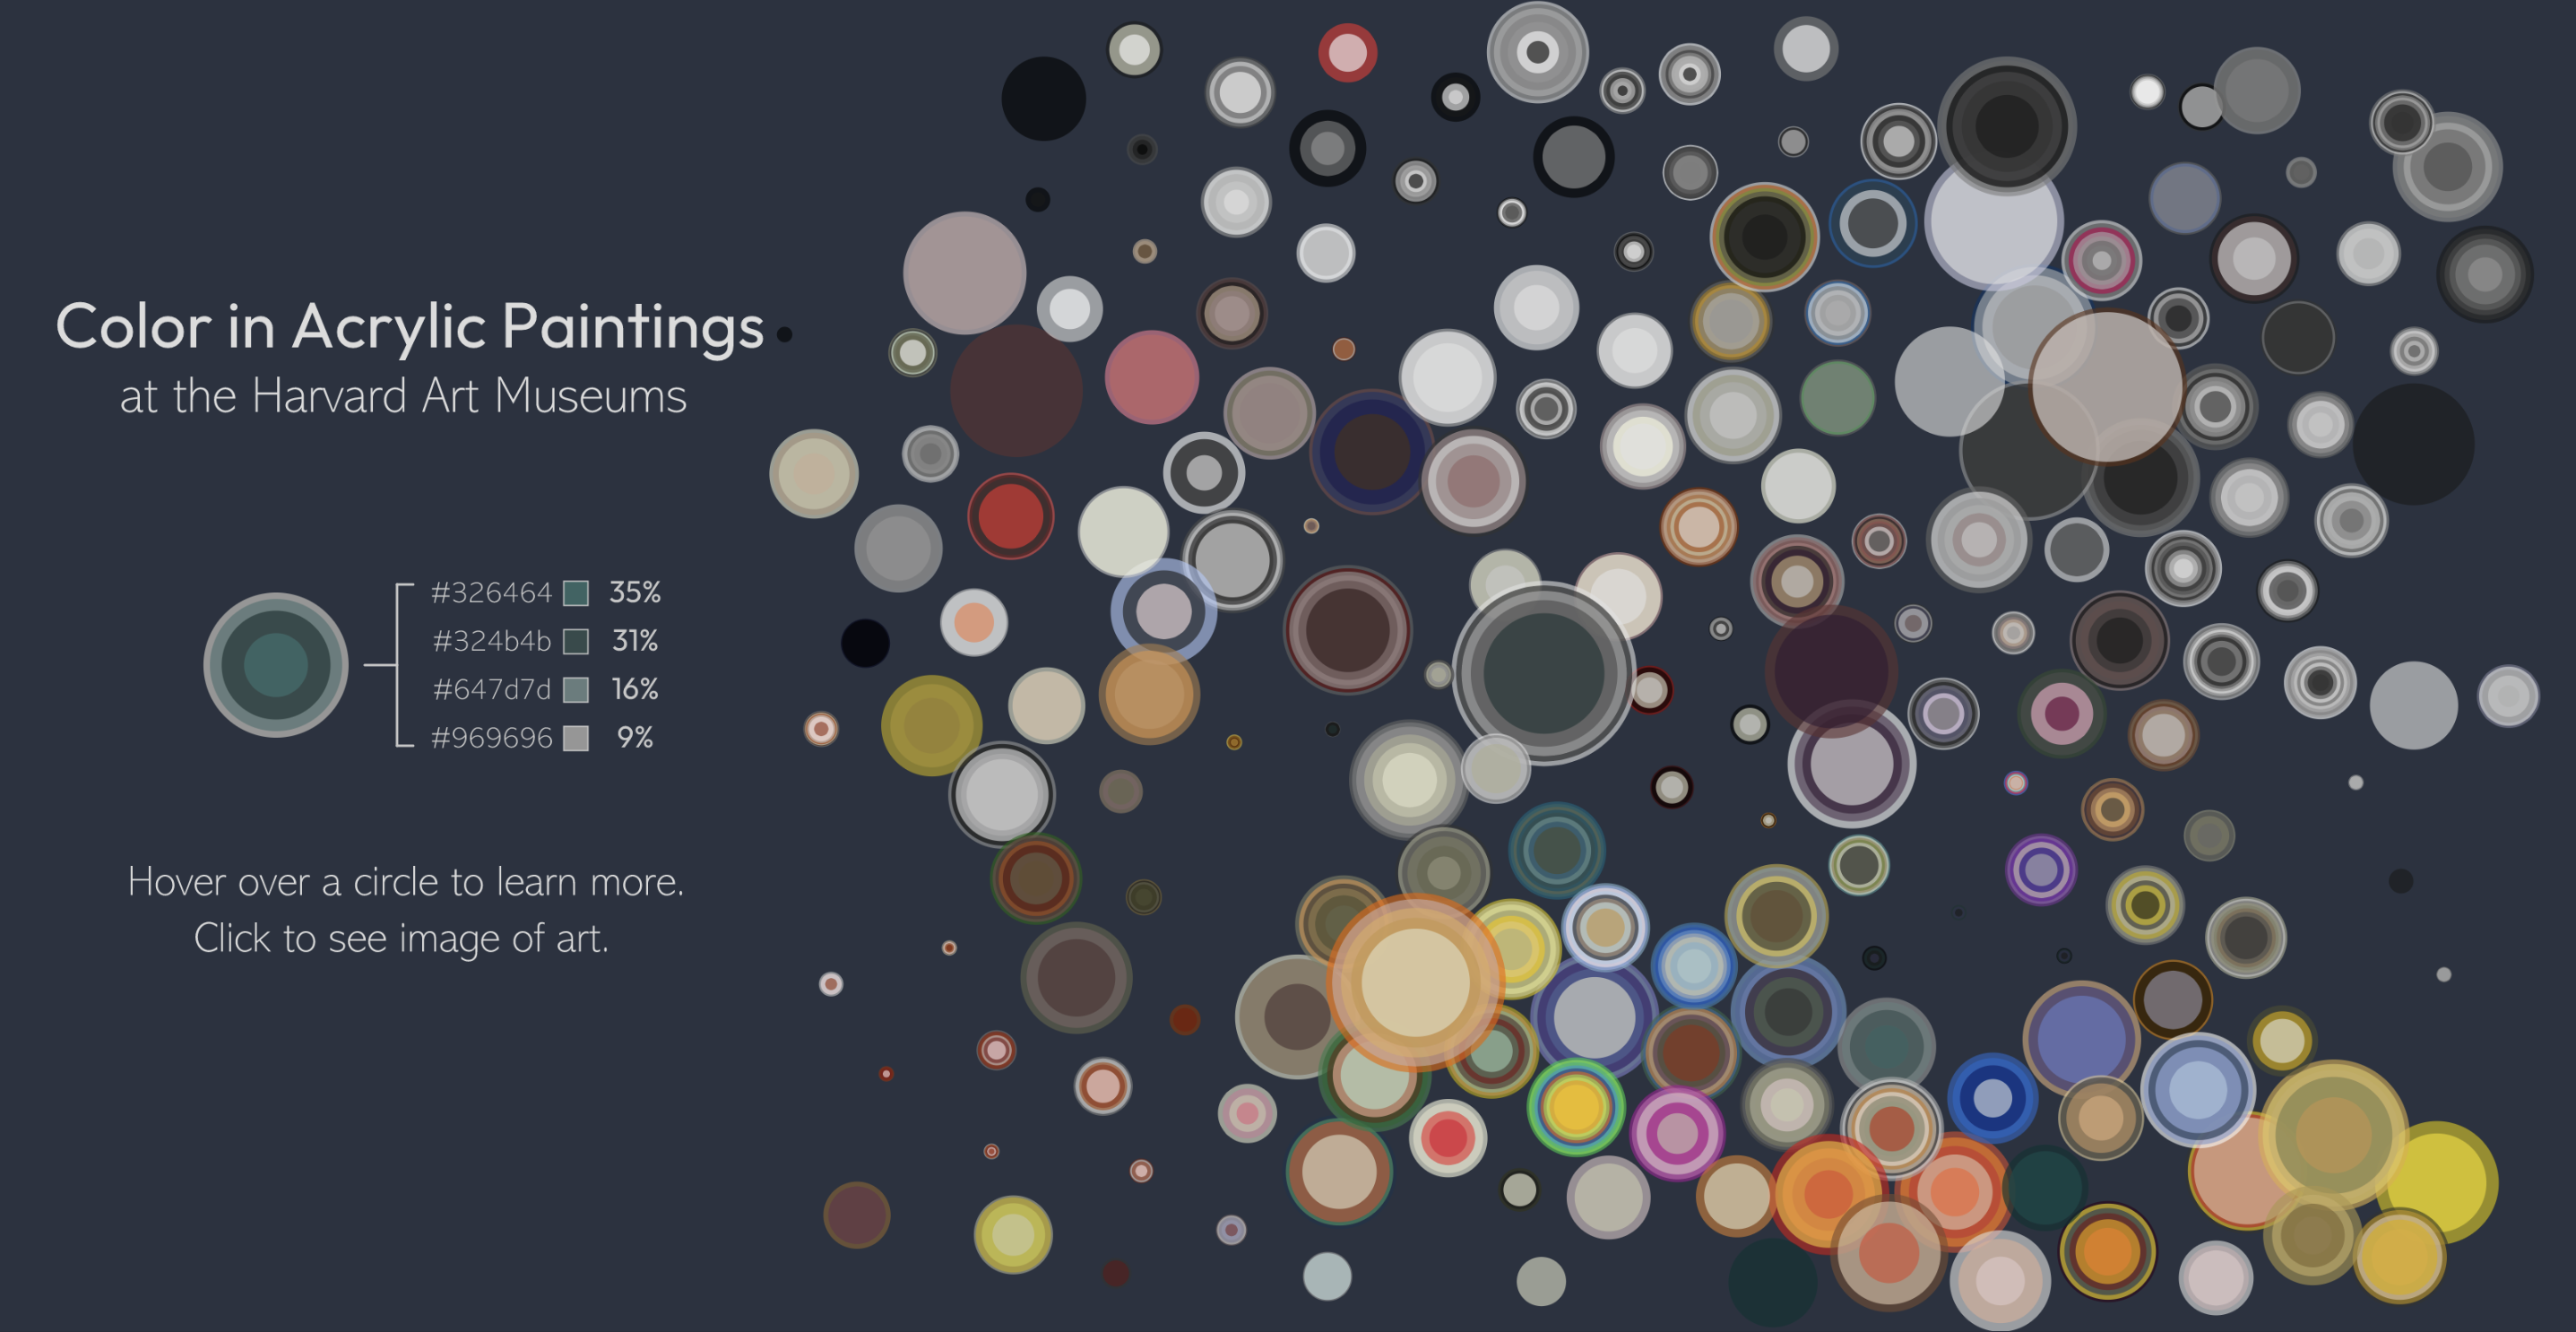 Color in Acrylic Paintings
at the Harvard Art Museums
#326464 35%
#324b4b 31%
#647d7d 16%
#969696 9%
Hover over a circle to learn more.
Click to see image of art.